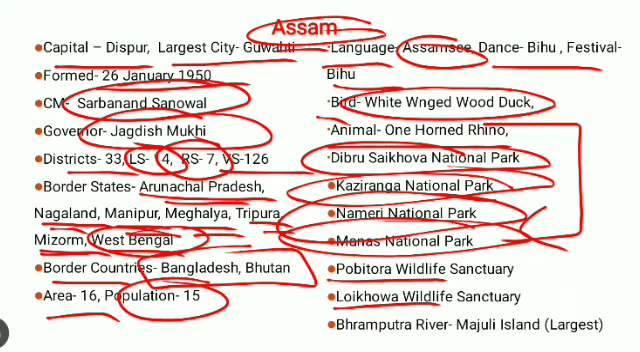 Assam
•Capital – Dispur, Largest City- Guwahti
•Formed- 26 January 1950
•CM- Sarbanand Sanowal
•Governor- Jagdish Mukhi
•Districts- 33, LS- 14, RS- 7, VS-126
•Border States- Arunachal Pradesh,
Nagaland, Manipur, Meghalya, Tripura,
Mizorm, West Bengal
•Border Countries- Bangladesh, Bhutan
•Area- 16, Population- 15
•Language- Assamsee, Dance- Bihu , Festival-
Bihu
•Bird- White Wnged Wood Duck,
•Animal- One Horned Rhino,
•Dibru Saikhova National Park
•Kaziranga National Park
•Nameri National Park
•Manas National Park
•Pobitora Wildlife Sanctuary
•Loikhowa Wildlife Sanctuary
•Bhramputra River- Majuli Island (Largest)